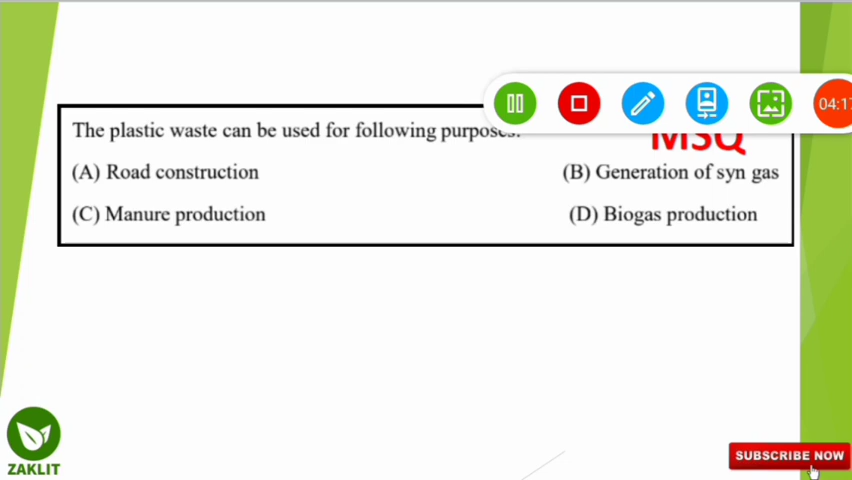 04:17
The plastic waste can be used for following purposes:
MSQ
(A) Road construction
(B) Generation of syn gas
(C) Manure production
(D) Biogas production
ZAKLIT
SUBSCRIBE NOW